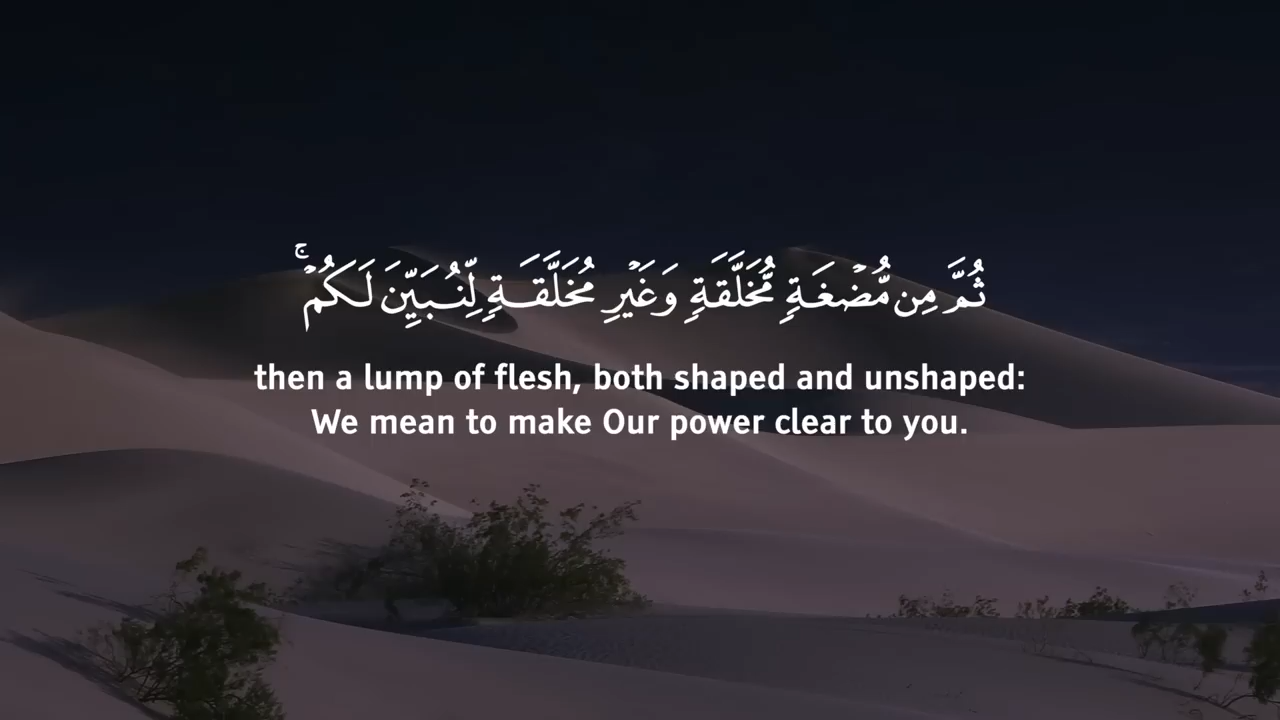 ثُمَّ مِن مُّضْغَةٍ مُّخَلَّقَةٍ وَغَيْرِ مُخَلَّقَةٍ لِّنُبَيِّنَ لَكُمْ ۚ
then a lump of flesh, both shaped and unshaped:
We mean to make Our power clear to you.